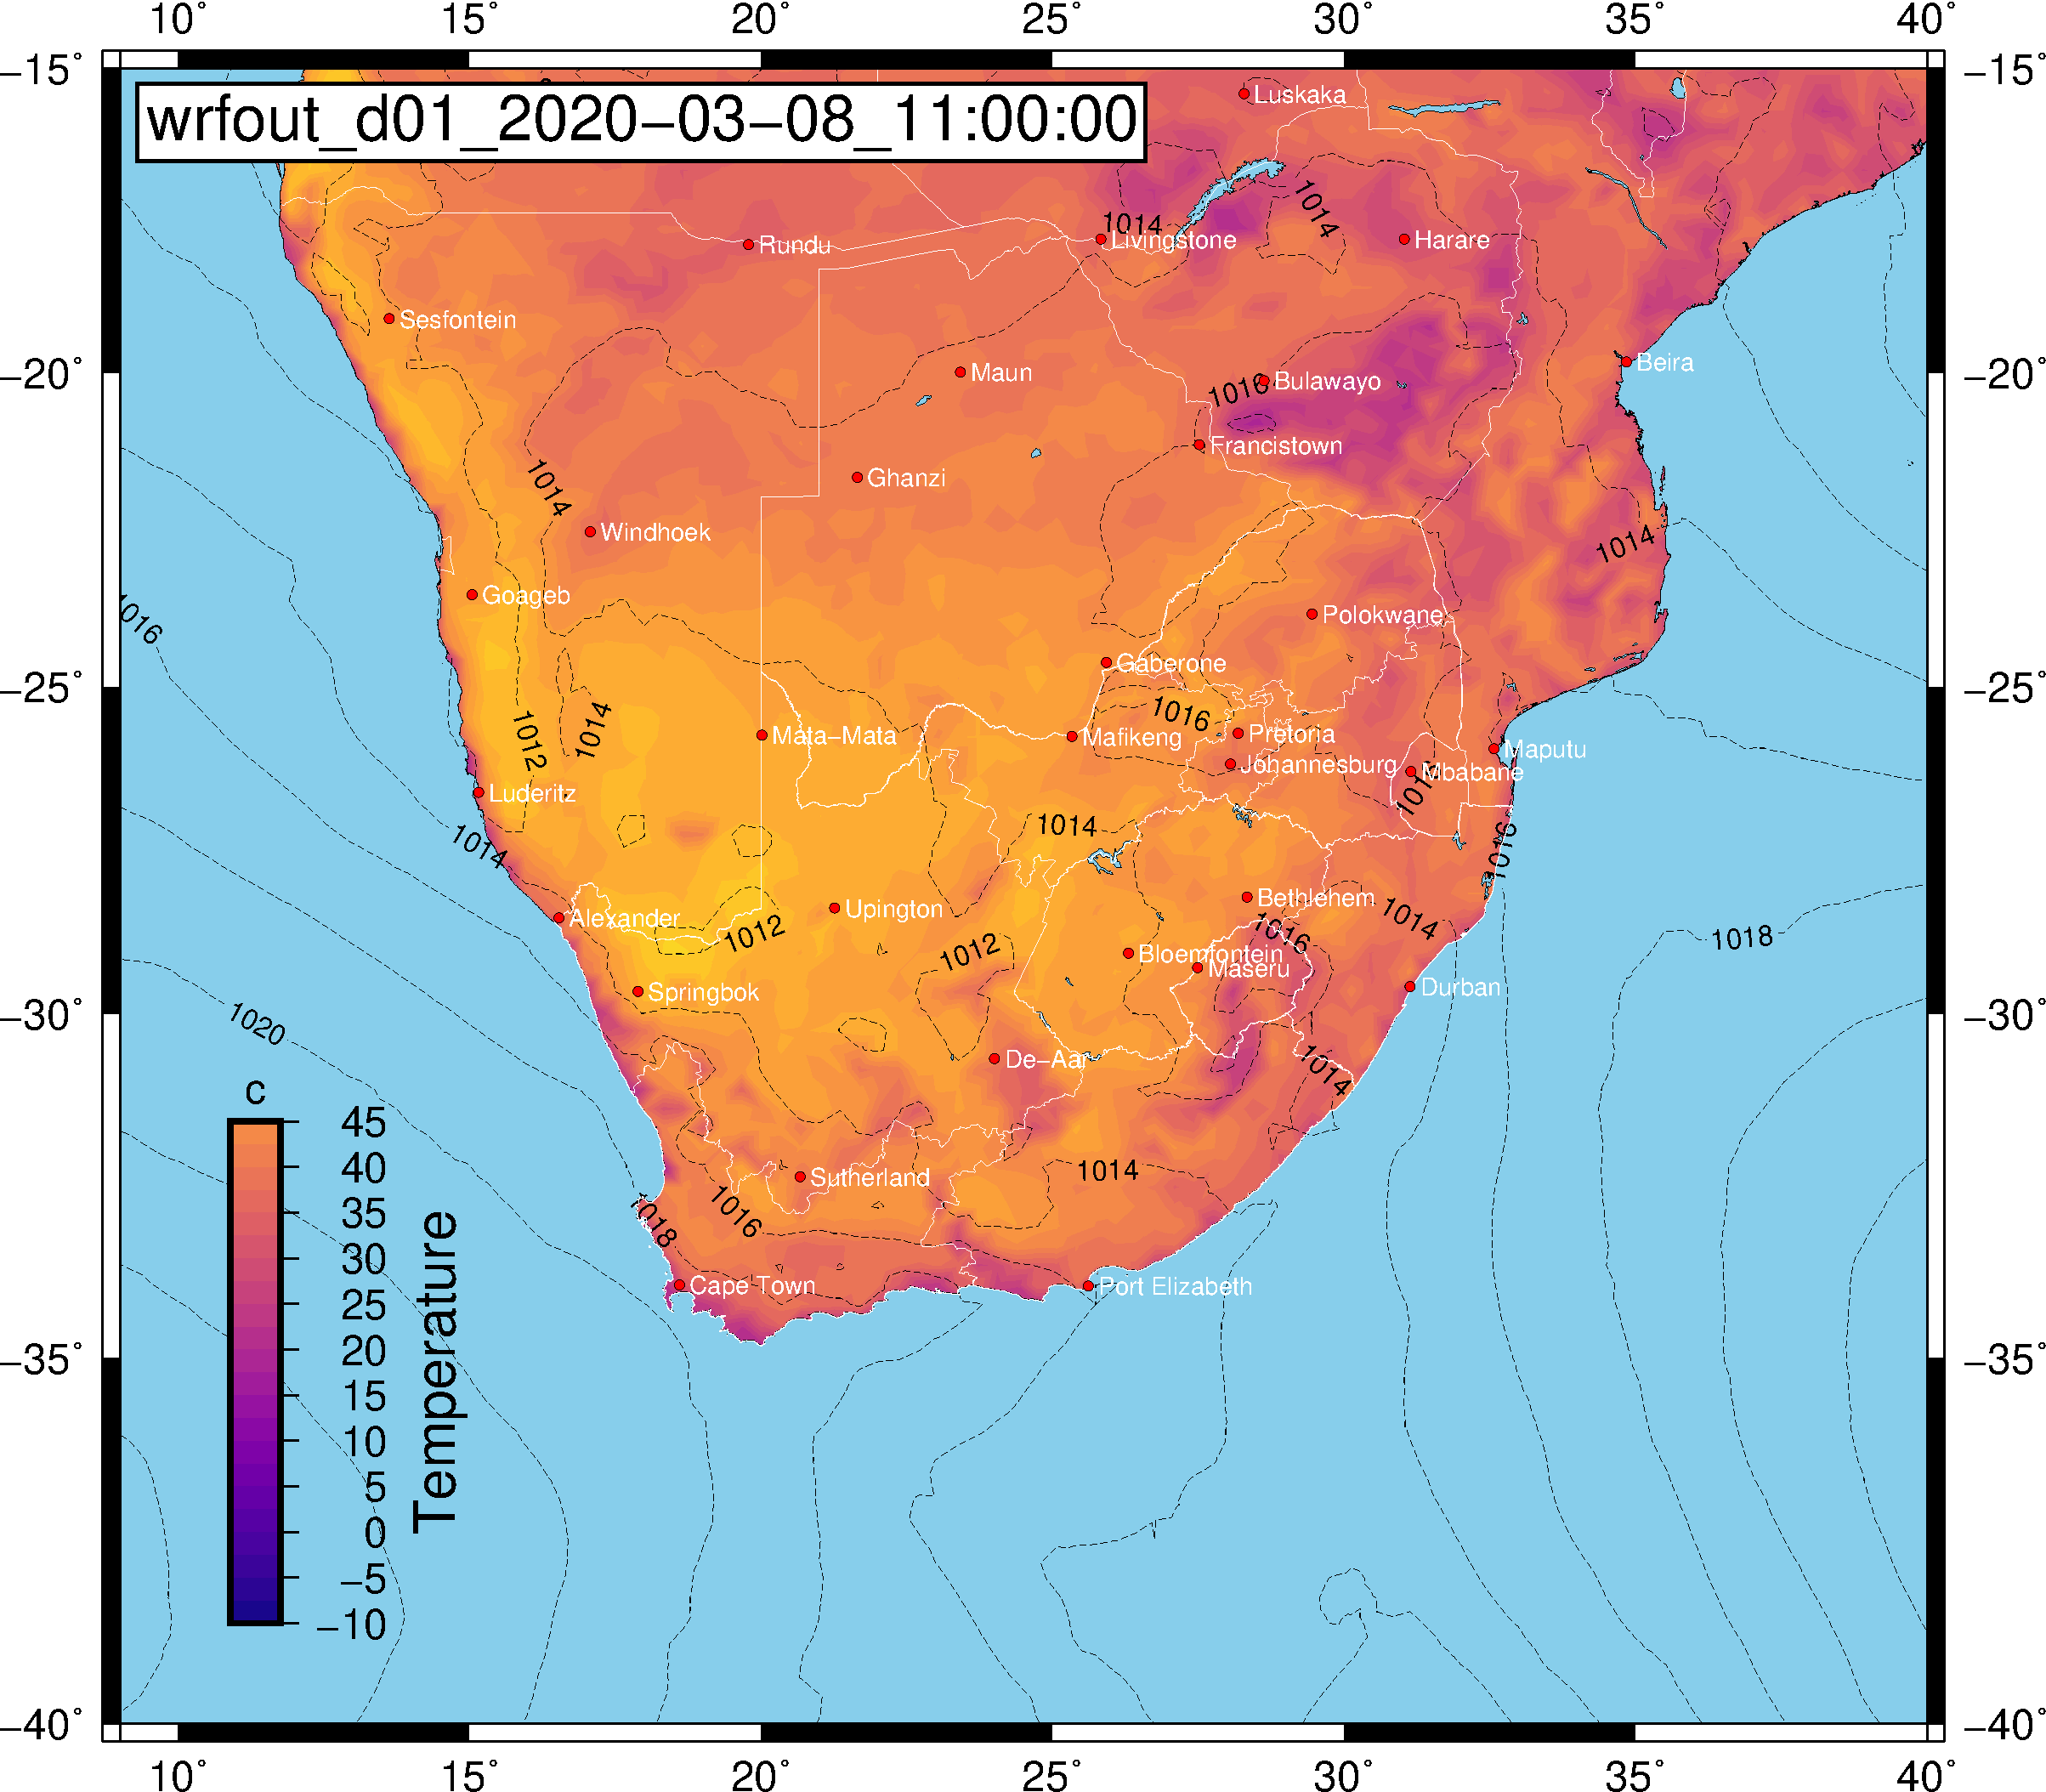 10° 15° 20° 25° 30° 35° 40°
−15° −15°
wrfout_d01_2020−03−08_11:00:00
Luskaka
1014
1014
Rundu
Livingstone
Harare
Sesfontein
−20° −20°
Maun
1016
Bulawayo
Beira
Francistown
Ghanzi
1014
Windhoek
1014
Goageb
1016
Polokwane
Gaberone
−25° −25°
1012
1014
1016
Mata−Mata
Mafikeng
Pretoria
Maputu
Johannesburg
Mbabane
1016
Luderitz
1014
1014
1016
Alexander
Upington
Bethlehem
1014
1012
1012
1016
1018
Bloemfontein
Maseru
Springbok
Durban
−30° −30°
1020
De−Aar
1014
Sutherland
1014
1016
1018
Cape Town
Port Elizabeth
c
45
40
35
30
25
20
15
10
5
0
−5
−10
Temperature
−35° −35°
−40° −40°
10° 15° 20° 25° 30° 35° 40°